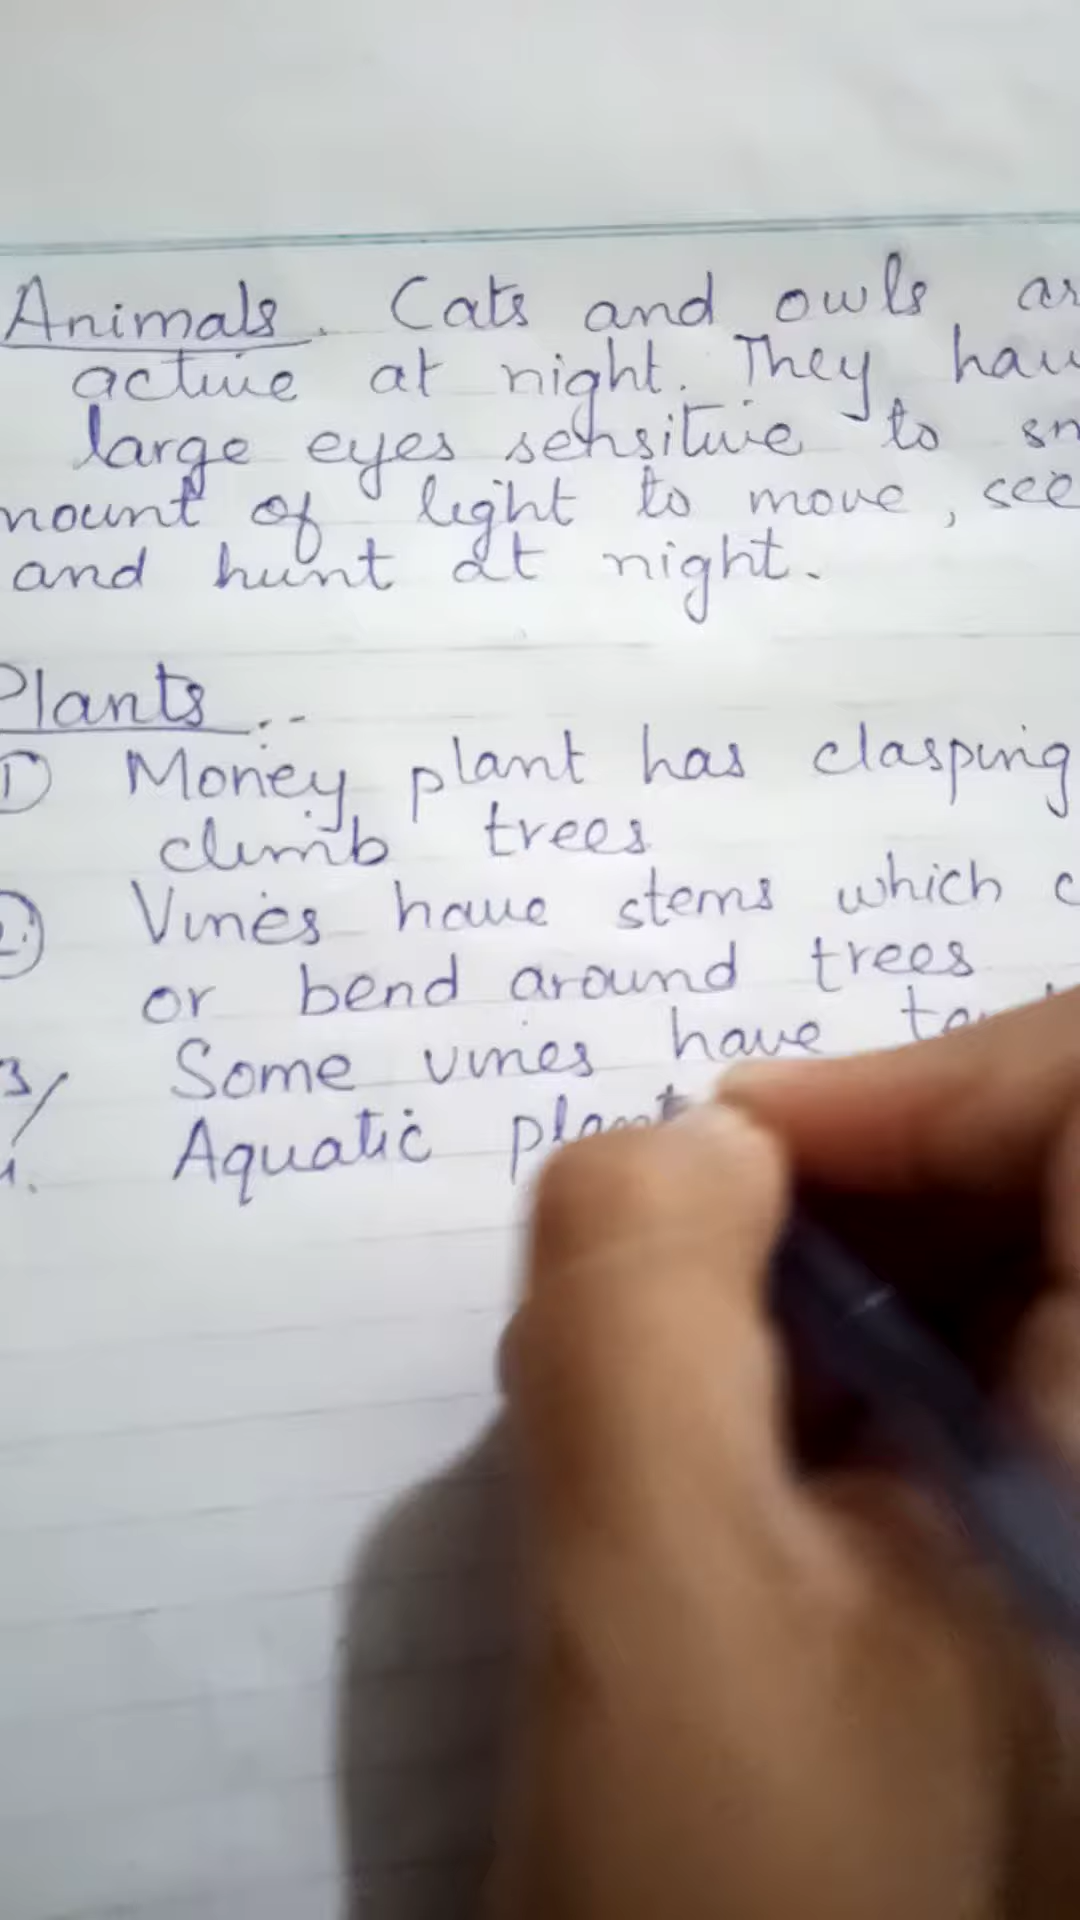 Animals. Cats and owls
active at night. They
large eyes sensitive to
of light to move, see
and hunt at night.
Plants :-
① Money plant has clasping
climb trees
2. Vines have stems which
or bend around trees
3/ Some vines have
Aquatic plant